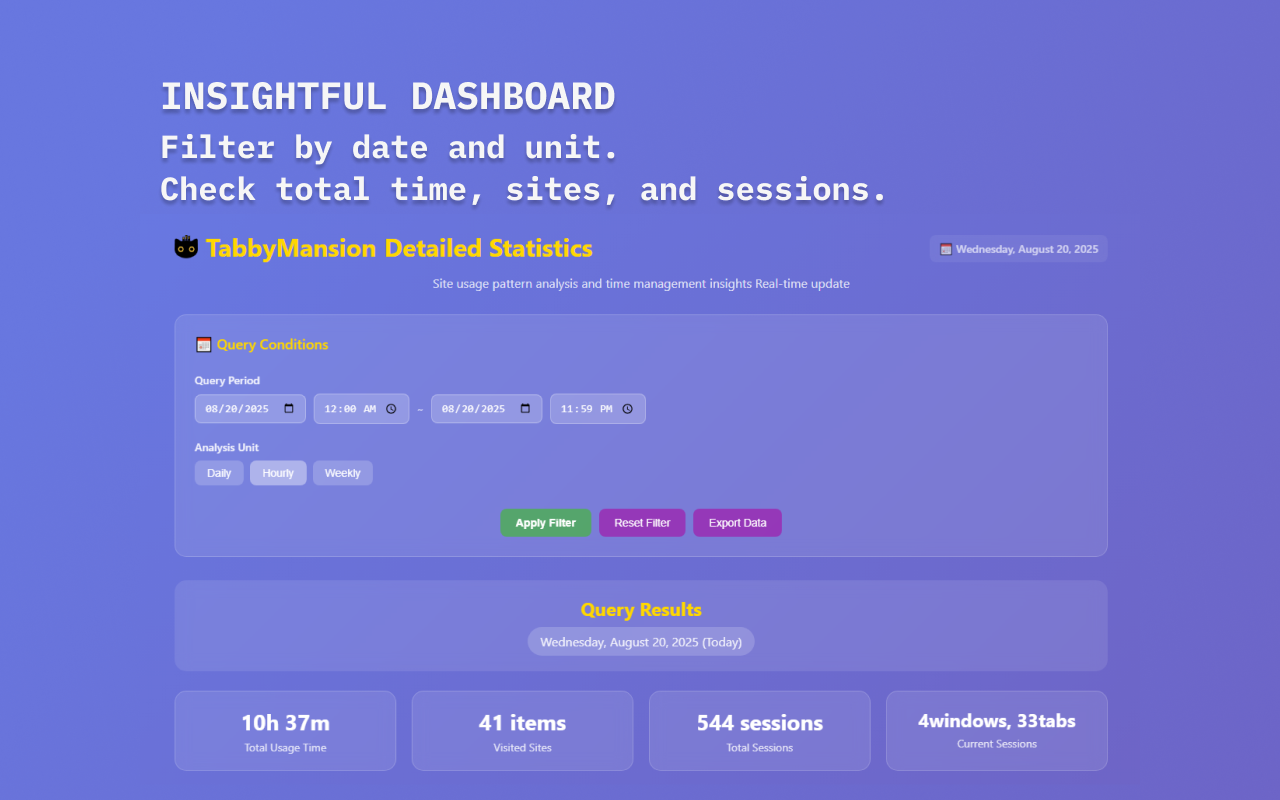 INSIGHTFUL DASHBOARD
Filter by date and unit.
Check total time, sites, and sessions.
TabbyMansion Detailed Statistics
Wednesday, August 20, 2025
Site usage pattern analysis and time management insights Real-time update
Query Conditions
Query Period
08/20/2025 12:00 AM – 08/20/2025 11:59 PM
Analysis Unit
Daily Hourly Weekly
Apply Filter Reset Filter Export Data
Query Results
Wednesday, August 20, 2025 (Today)
10h 37m
Total Usage Time
41 items
Visited Sites
544 sessions
Total Sessions
4windows, 33tabs
Current Sessions